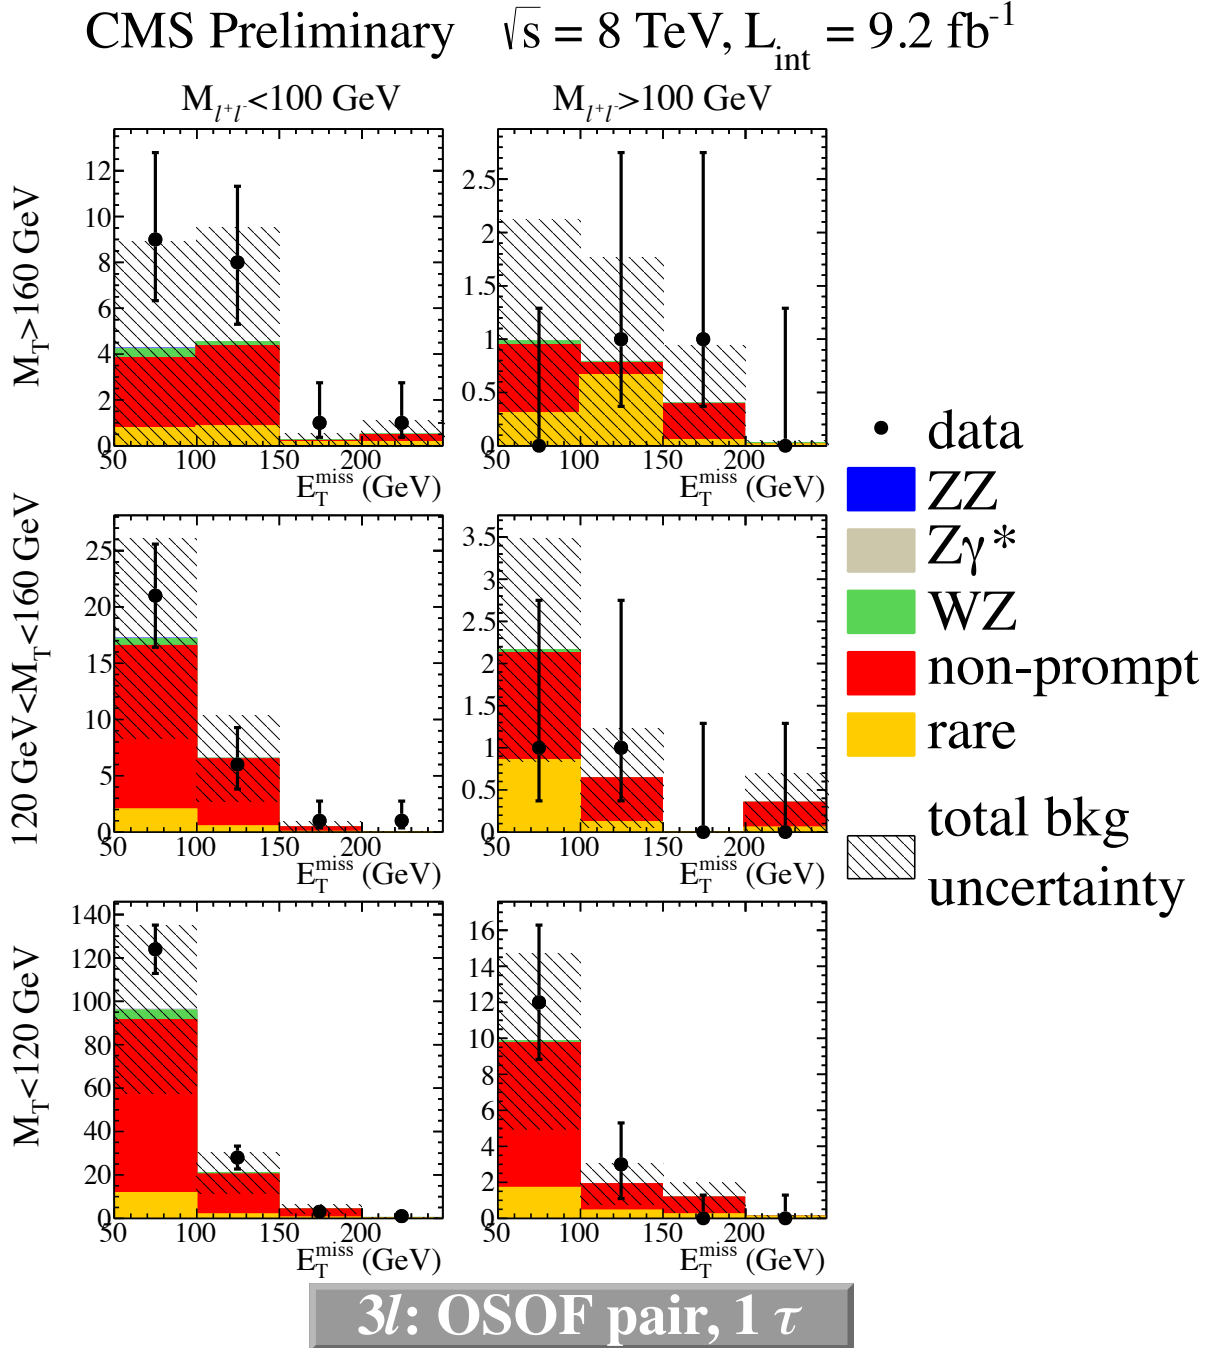 CMS Preliminary √s = 8 TeV, L_int = 9.2 fb⁻¹
M_l⁺l⁻<100 GeV
M_l⁺l⁻>100 GeV
M_T>160 GeV
12
10
8
6
4
2
0
50 100 150 200
E_T^miss (GeV)
2.5
2
1.5
1
0.5
0
50 100 150 200
E_T^miss (GeV)
120 GeV<M_T<160 GeV
25
20
15
10
5
0
50 100 150 200
E_T^miss (GeV)
3.5
3
2.5
2
1.5
1
0.5
0
50 100 150 200
E_T^miss (GeV)
M_T<120 GeV
140
120
100
80
60
40
20
0
50 100 150 200
E_T^miss (GeV)
16
14
12
10
8
6
4
2
0
50 100 150 200
E_T^miss (GeV)
data
ZZ
Zγ*
WZ
non-prompt
rare
total bkg
uncertainty
3l: OSOF pair, 1 τ